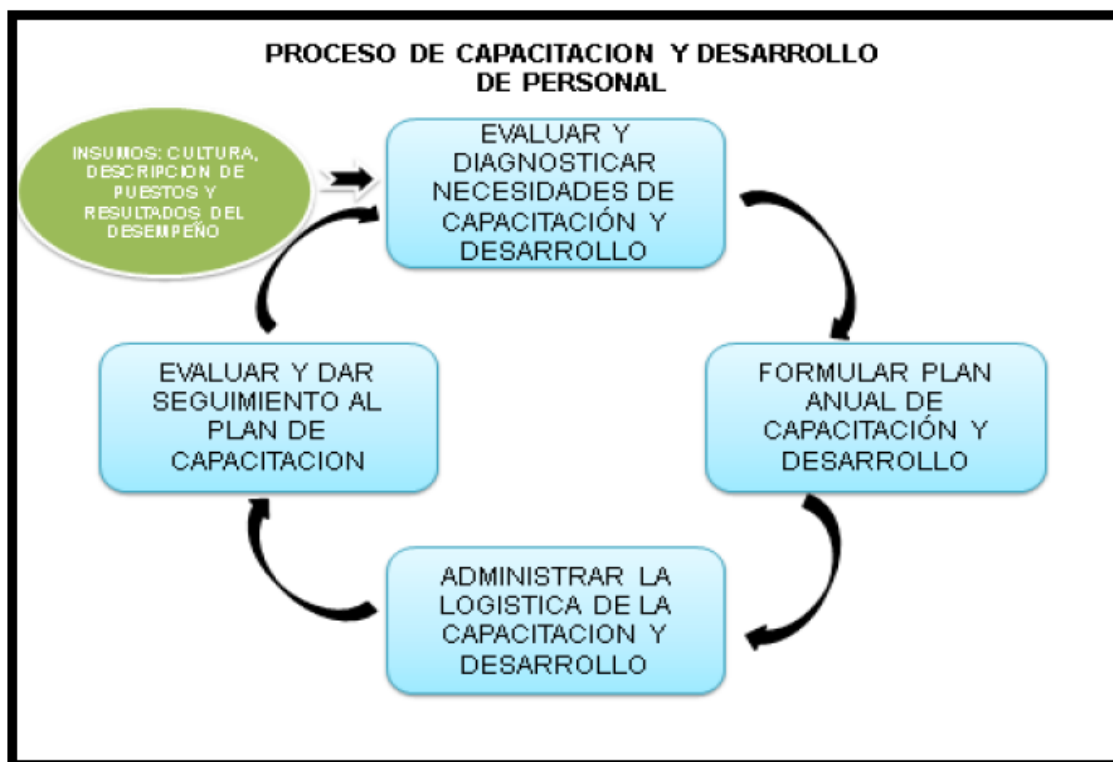 PROCESO DE CAPACITACION Y DESARROLLO
DE PERSONAL
INSUMOS: CULTURA,
DESCRIPCION DE
PUESTOS Y
RESULTADOS DEL
DESEMPEÑO
EVALUAR Y
DIAGNOSTICAR
NECESIDADES DE
CAPACITACIÓN Y
DESARROLLO
FORMULAR PLAN
ANUAL DE
CAPACITACIÓN Y
DESARROLLO
ADMINISTRAR LA
LOGISTICA DE LA
CAPACITACION Y
DESARROLLO
EVALUAR Y DAR
SEGUIMIENTO AL
PLAN DE
CAPACITACION